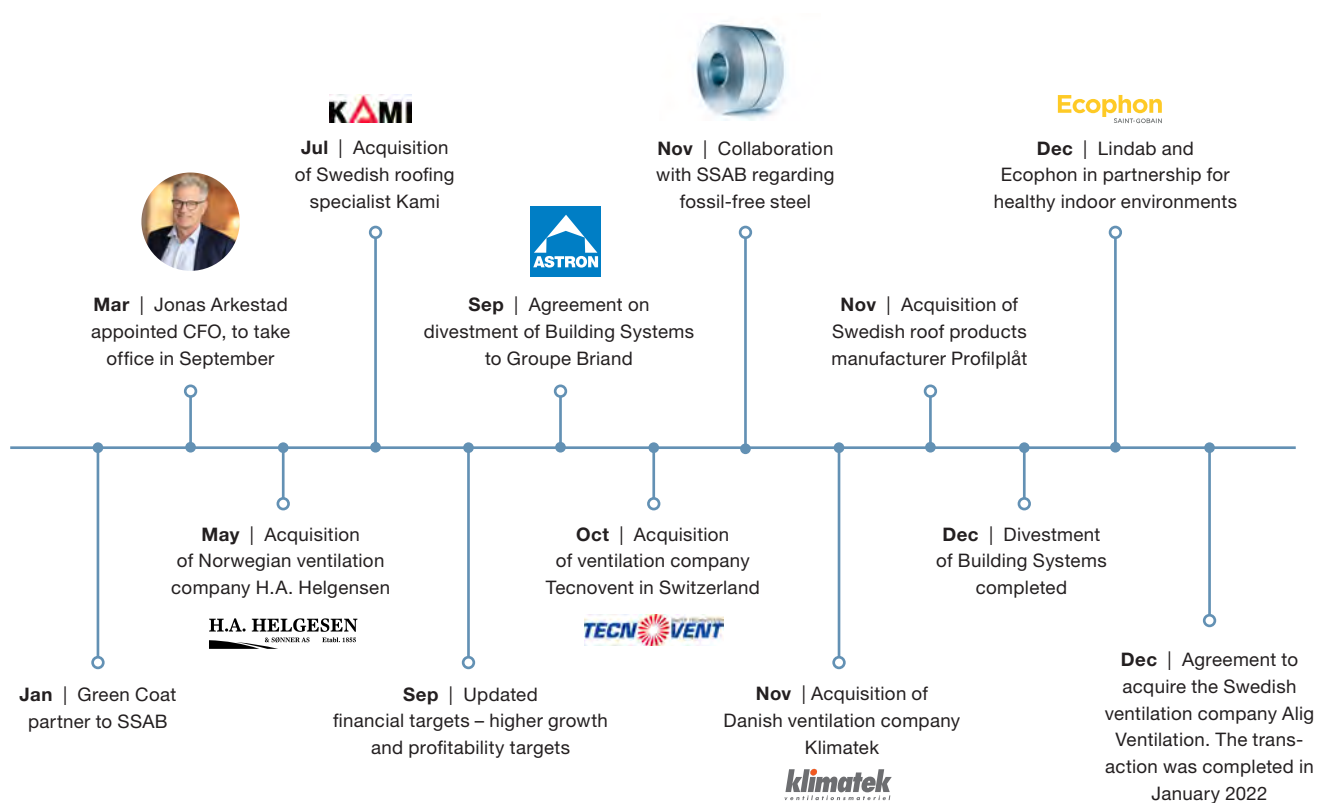 KAMI
Jul | Acquisition
of Swedish roofing
specialist Kami
Nov | Collaboration
with SSAB regarding
fossil-free steel
Ecophon
SAINT-GOBAIN
Dec | Lindab and
Ecophon in partnership for
healthy indoor environments
Mar | Jonas Arkestad
appointed CFO, to take
office in September
ASTRON
Sep | Agreement on
divestment of Building Systems
to Groupe Briand
Nov | Acquisition of
Swedish roof products
manufacturer Profilplåt
May | Acquisition
of Norwegian ventilation
company H.A. Helgensen
H.A. HELGESEN
& SØNNER AS Etabl. 1855
Oct | Acquisition
of ventilation company
Tecnovent in Switzerland
TECNOVENT
Dec | Divestment
of Building Systems
completed
Jan | Green Coat
partner to SSAB
Sep | Updated
financial targets – higher growth
and profitability targets
Nov | Acquisition of
Danish ventilation company
Klimatek
klimatek
ventilationsmateriel
Dec | Agreement to
acquire the Swedish
ventilation company Alig
Ventilation. The trans-
action was completed in
January 2022